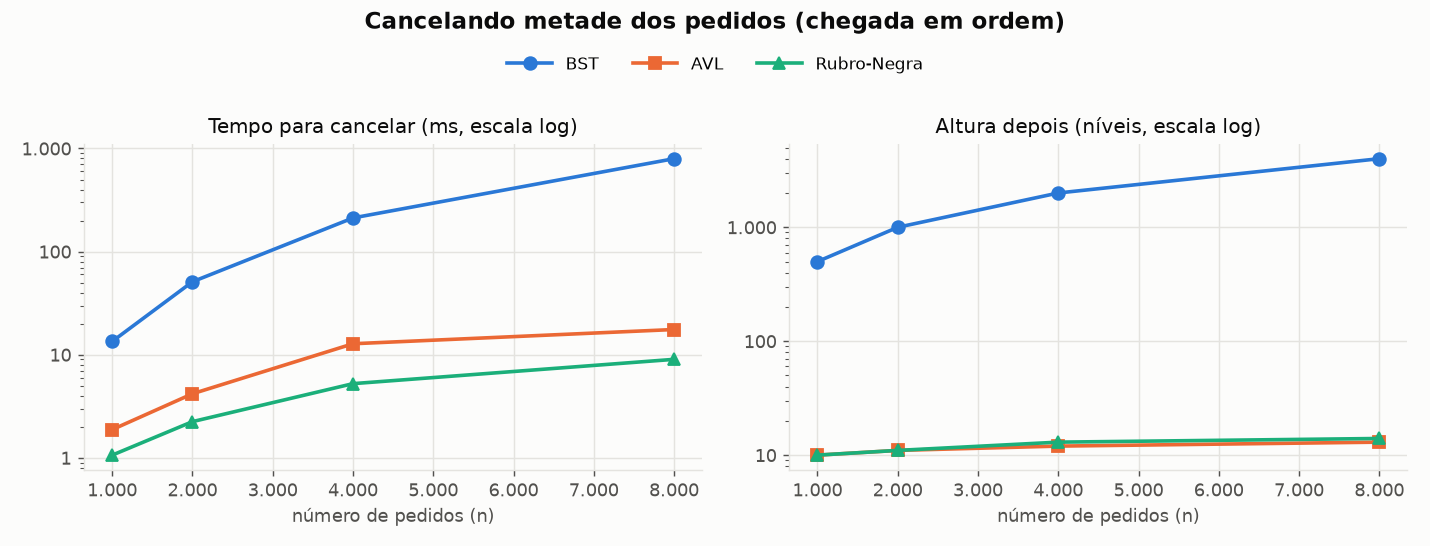 Cancelando metade dos pedidos (chegada em ordem)
BST AVL Rubro-Negra
Tempo para cancelar (ms, escala log)
1.000
100
10
1
1.000 2.000 3.000 4.000 5.000 6.000 7.000 8.000
número de pedidos (n)
Altura depois (níveis, escala log)
1.000
100
10
1.000 2.000 3.000 4.000 5.000 6.000 7.000 8.000
número de pedidos (n)